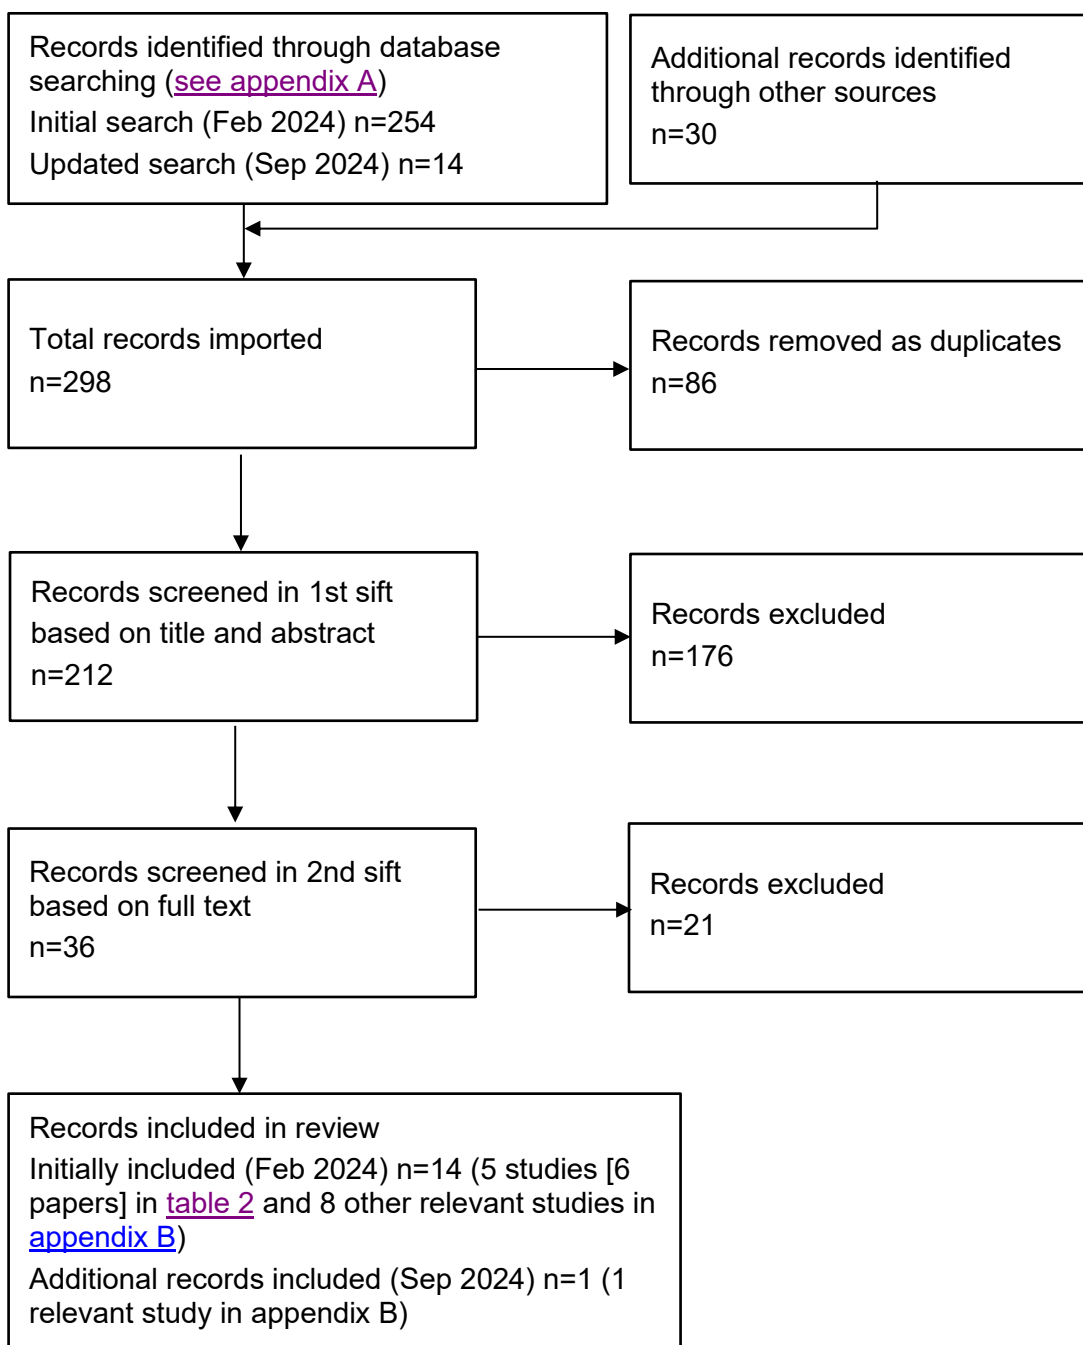 Records identified through database
searching (see appendix A)
Initial search (Feb 2024) n=254
Updated search (Sep 2024) n=14
Additional records identified
through other sources
n=30
Total records imported
n=298
Records removed as duplicates
n=86
Records screened in 1st sift
based on title and abstract
n=212
Records excluded
n=176
Records screened in 2nd sift
based on full text
n=36
Records excluded
n=21
Records included in review
Initially included (Feb 2024) n=14 (5 studies [6
papers] in table 2 and 8 other relevant studies in
appendix B)
Additional records included (Sep 2024) n=1 (1
relevant study in appendix B)